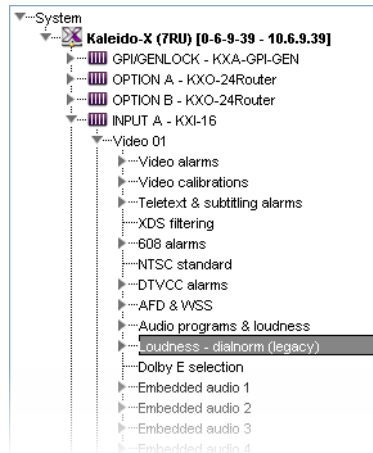 System
Kaleido-X (7RU) [0-6-9-39 - 10.6.9.39]
GPI/GENLOCK - KXA-GPI-GEN
OPTION A - KXO-24Router
OPTION B - KXO-24Router
INPUT A - KXI-16
Video 01
Video alarms
Video calibrations
Teletext & subtitling alarms
XDS filtering
608 alarms
NTSC standard
DTVCC alarms
AFD & WSS
Audio programs & loudness
Loudness - dialnorm (legacy)
Dolby E selection
Embedded audio 1
Embedded audio 2
Embedded audio 3
Embedded audio 4